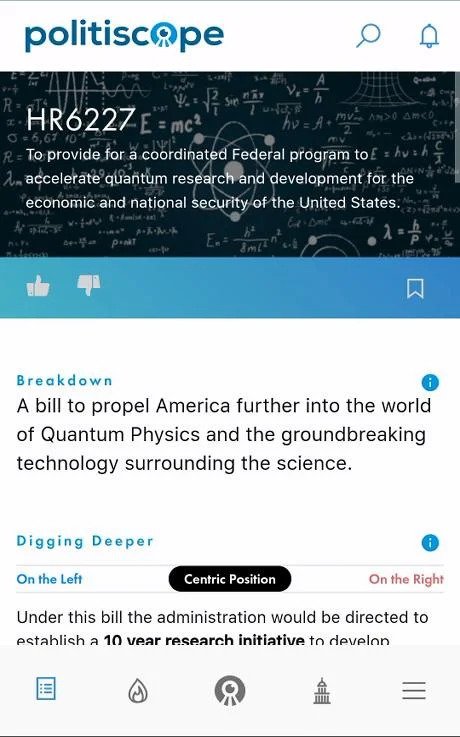 politiscope
HR6227
E = mc²
To provide for a coordinated Federal program to
accelerate quantum research and development for the
economic and national security of the United States.
Breakdown
A bill to propel America further into the world
of Quantum Physics and the groundbreaking
technology surrounding the science.
Digging Deeper
On the Left
Centric Position
On the Right
Under this bill the administration would be directed to
establish a 10 year research initiative to develop